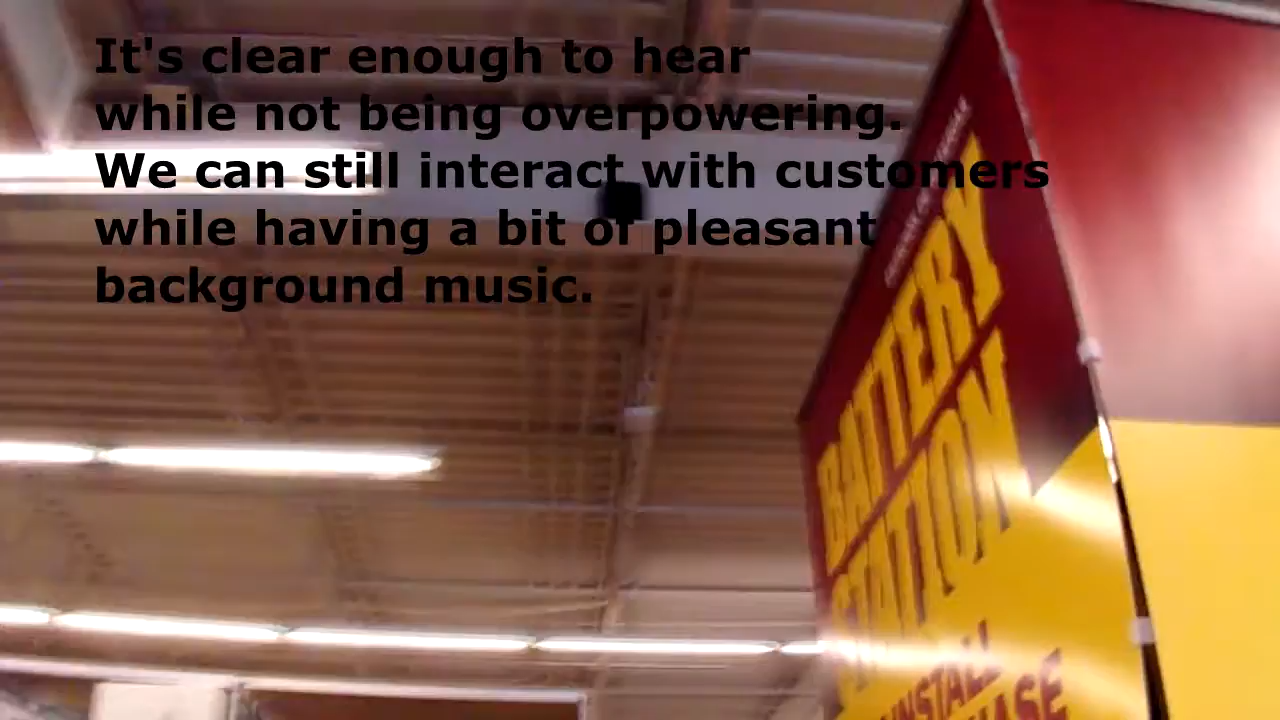 It's clear enough to hear
while not being overpowering.
We can still interact with customers
while having a bit of pleasant
background music.
BATTERY
STATION
INSTALL